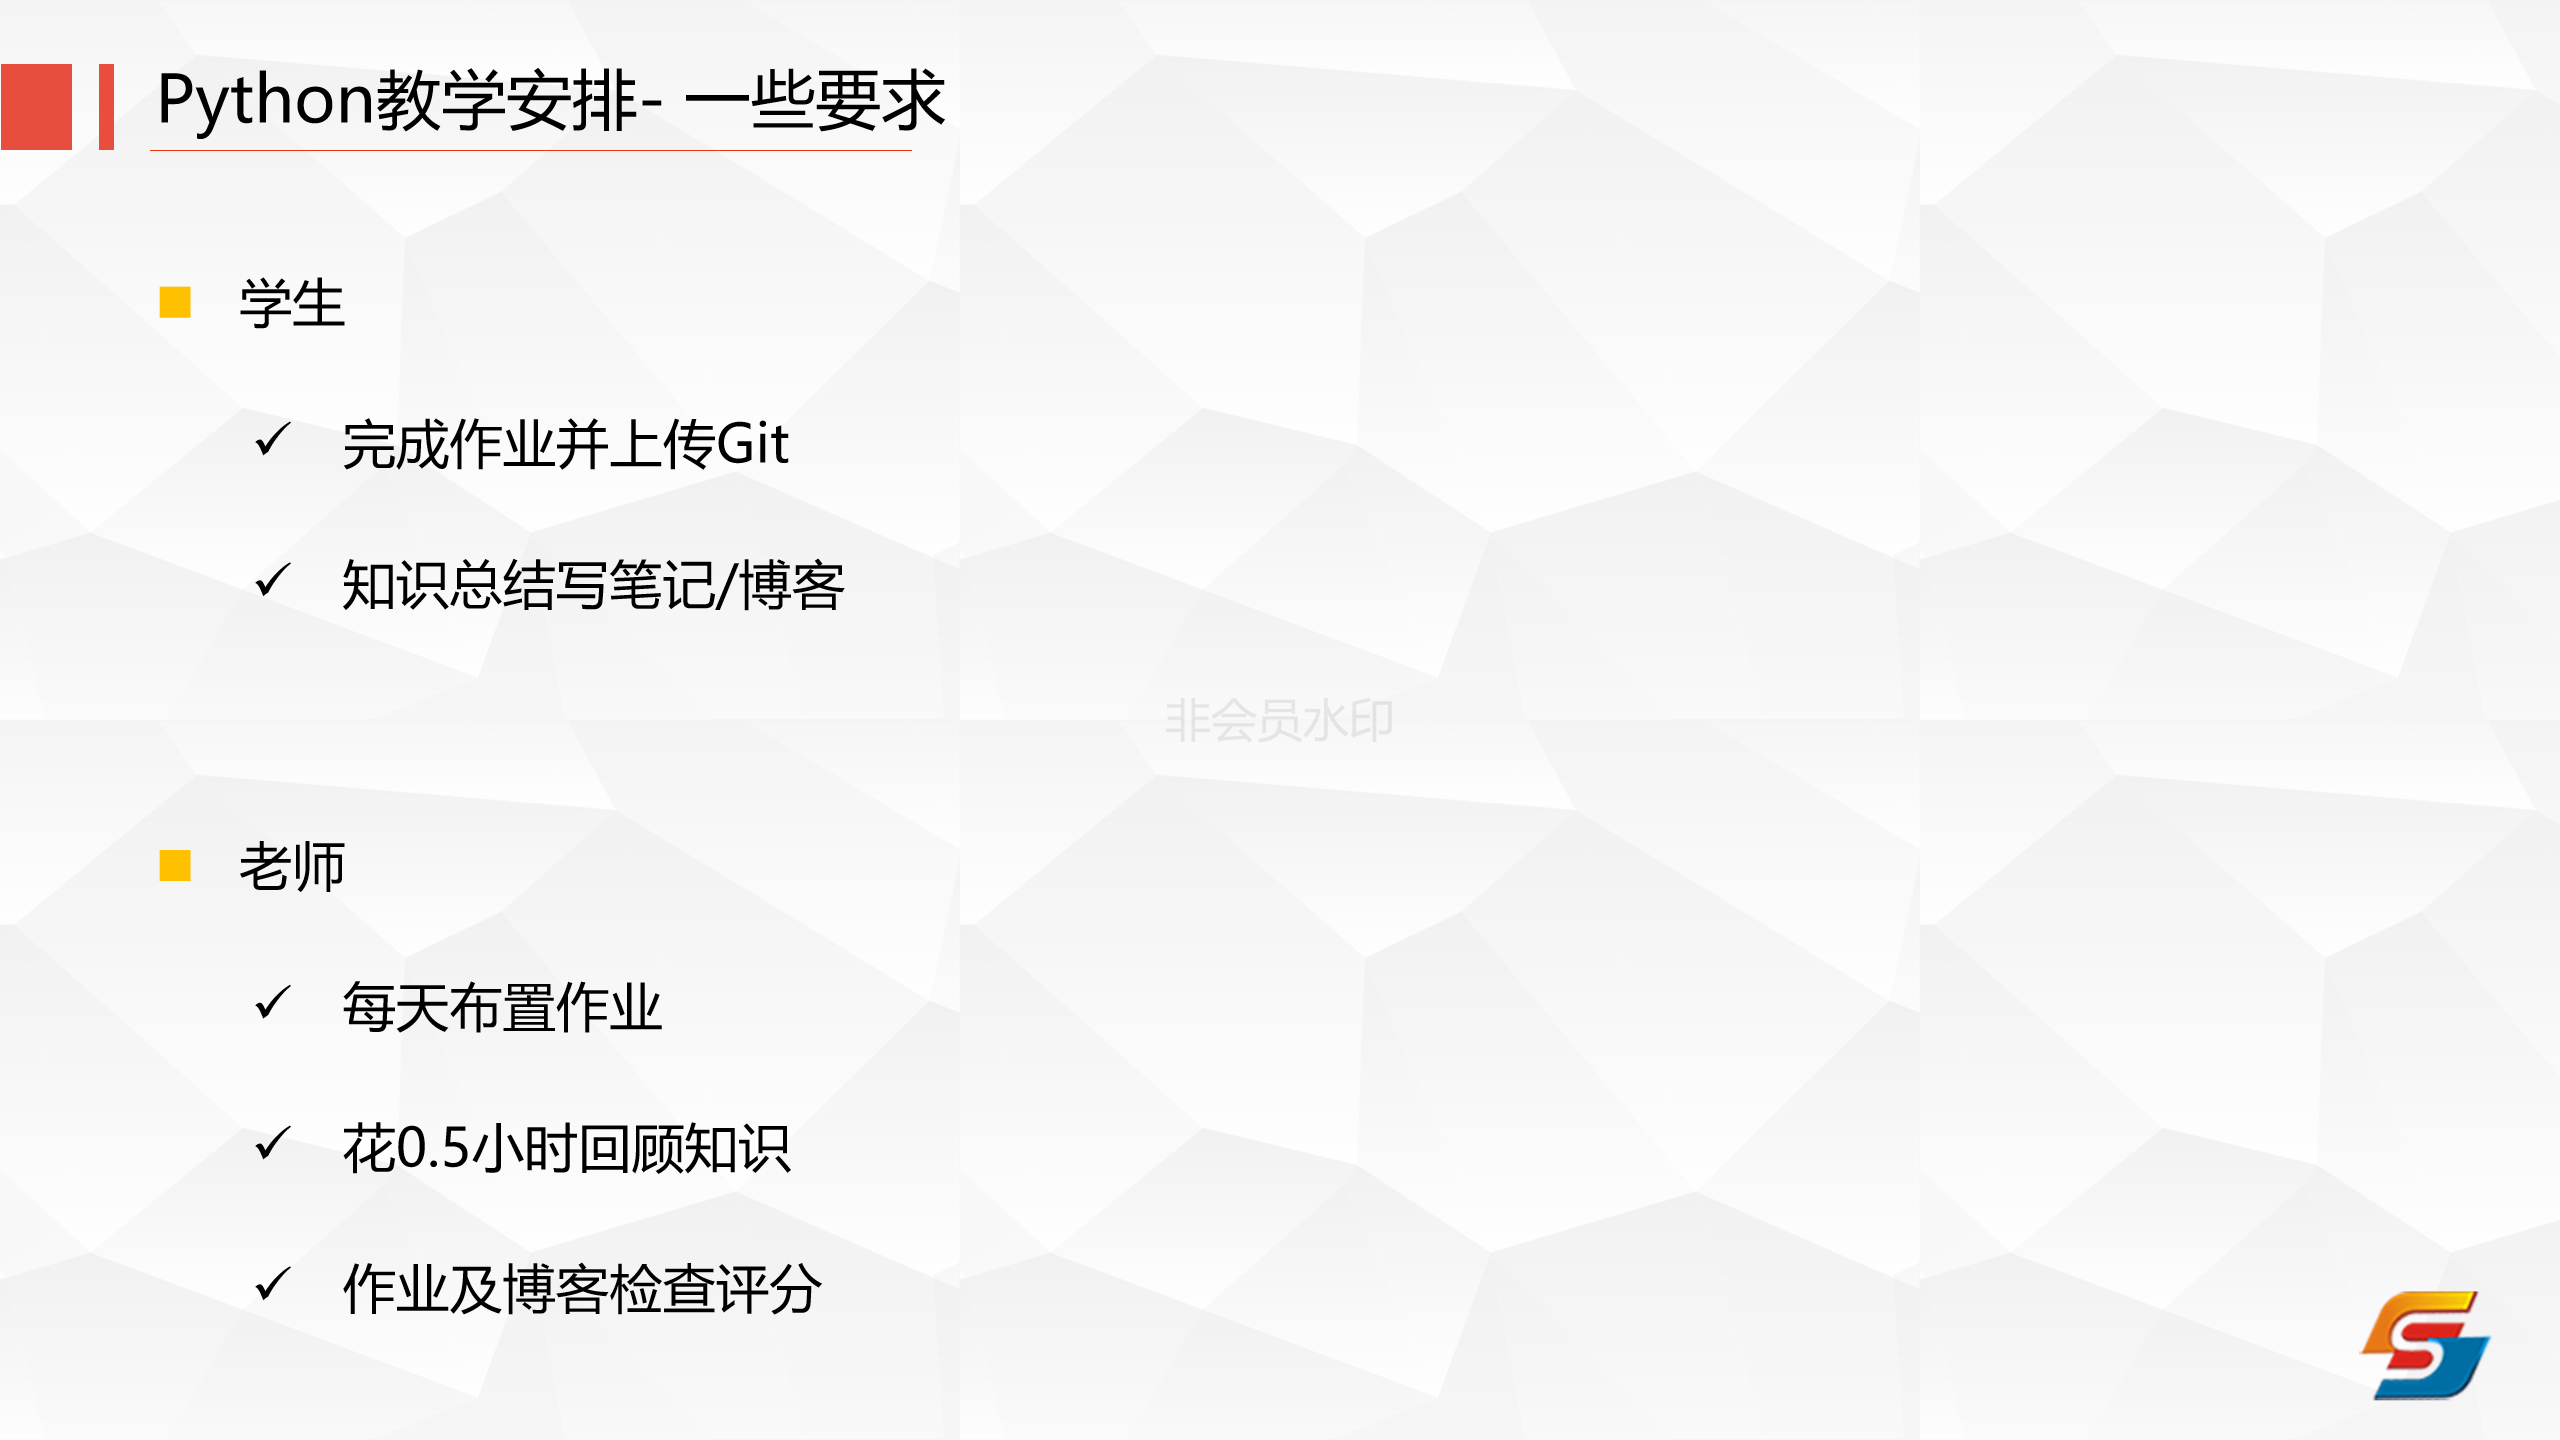 Python教学安排- 一些要求
学生
完成作业并上传Git
知识总结写笔记/博客
非会员水印
老师
每天布置作业
花0.5小时回顾知识
作业及博客检查评分